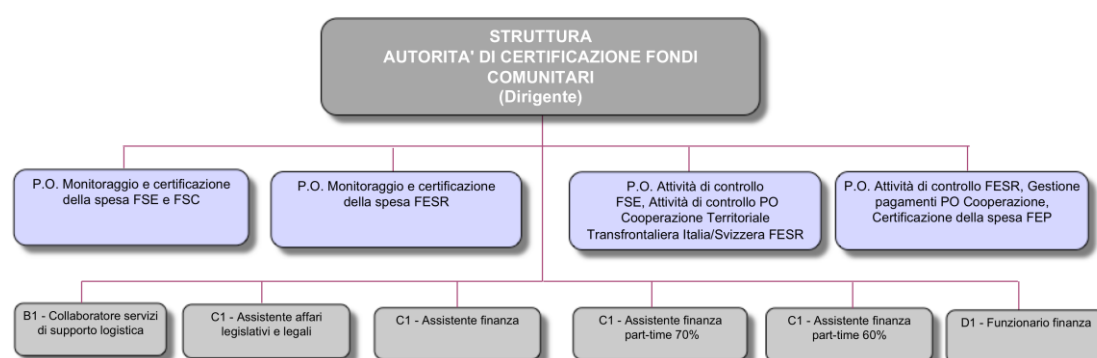 STRUTTURA
AUTORITA' DI CERTIFICAZIONE FONDI
COMUNITARI
(Dirigente)
P.O. Monitoraggio e certificazione
della spesa FSE e FSC
P.O. Monitoraggio e certificazione
della spesa FESR
P.O. Attività di controllo
FSE, Attività di controllo PO
Cooperazione Territoriale
Transfrontaliera Italia/Svizzera FESR
P.O. Attività di controllo FESR, Gestione
pagamenti PO Cooperazione,
Certificazione della spesa FEP
B1 - Collaboratore servizi
di supporto logistica
C1 - Assistente affari
legislativi e legali
C1 - Assistente finanza
C1 - Assistente finanza
part-time 70%
C1 - Assistente finanza
part-time 60%
D1 - Funzionario finanza